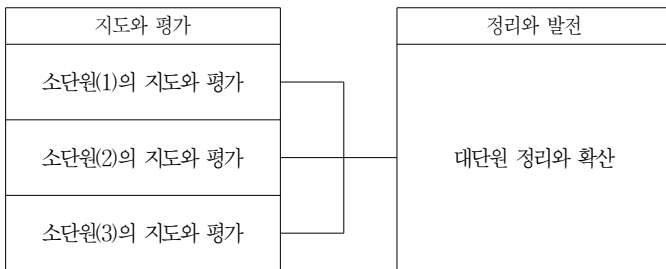 지도와 평가
소단원(1)의 지도와 평가
소단원(2)의 지도와 평가
소단원(3)의 지도와 평가
정리와 발전
대단원 정리와 확산